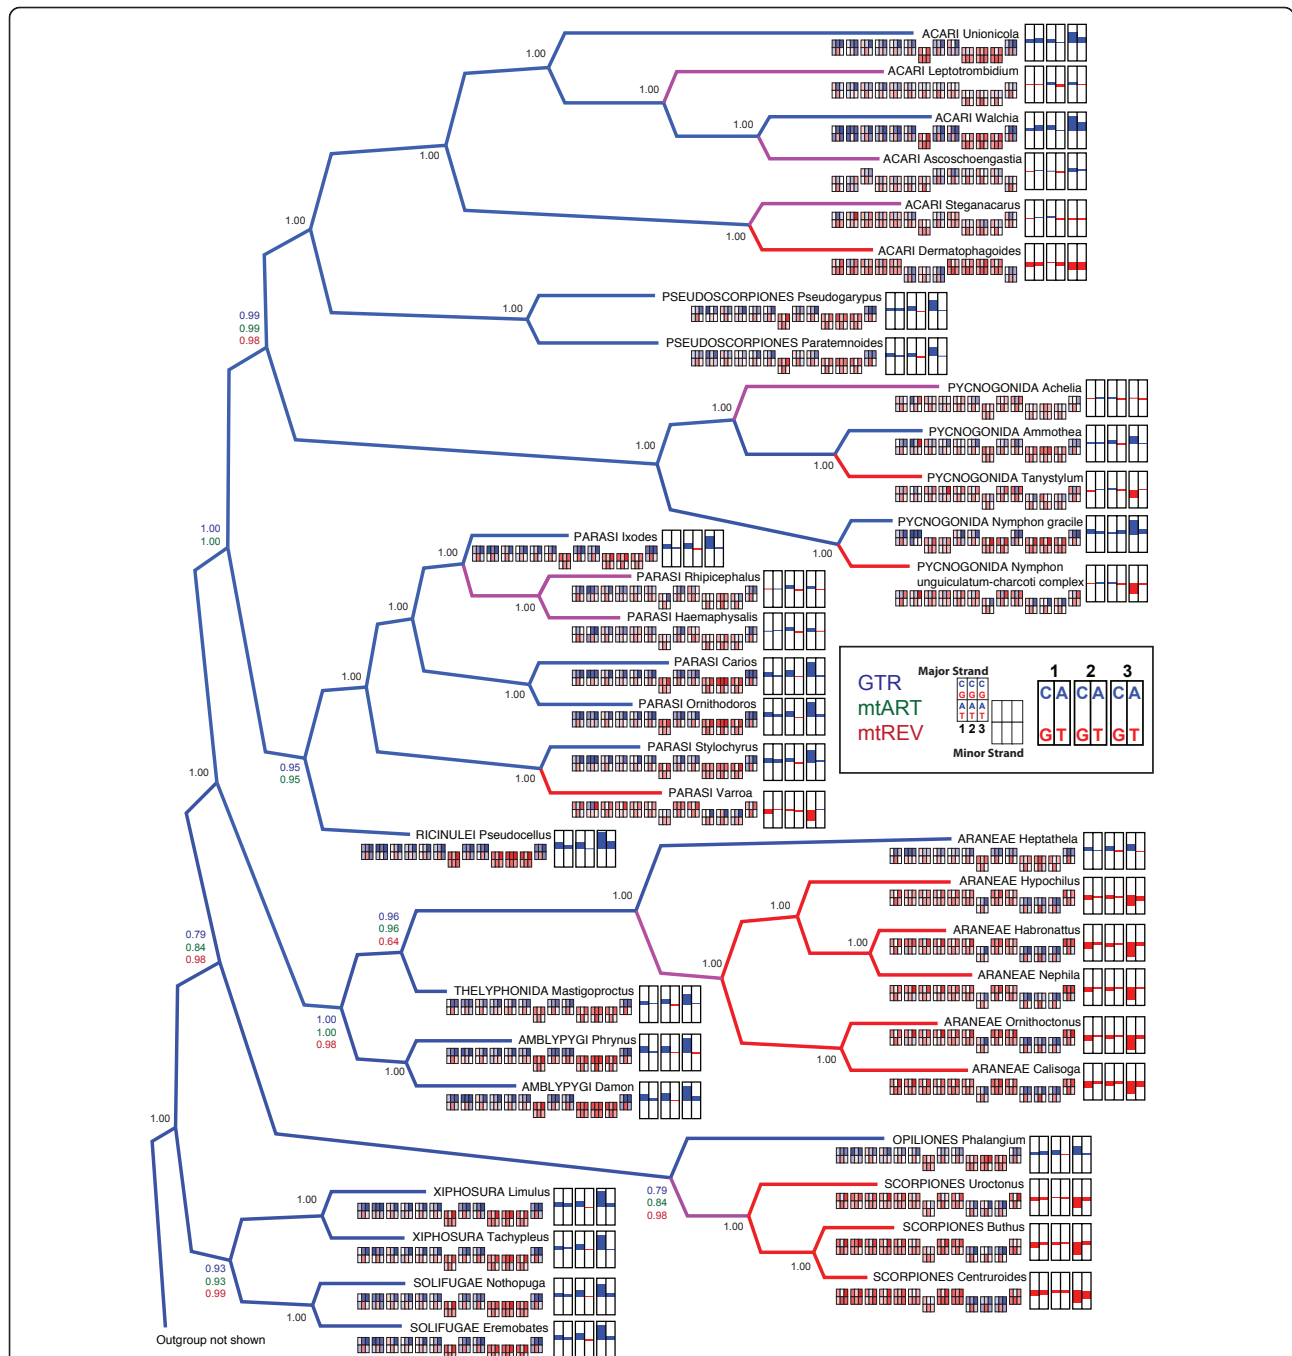 ACARI Unionicola
1.00
ACARI Leptotrombidium
1.00
ACARI Walchia
1.00
1.00
ACARI Ascoschoengastia
ACARI Steganacarus
1.00
1.00
ACARI Dermatophagoides
PSEUDOSCORPIONES Pseudogarypus
1.00
0.99
0.99
0.98
PSEUDOSCORPIONES Paratemnoides
PYCNOGONIDA Achelia
1.00
PYCNOGONIDA Ammothea
1.00
1.00
PYCNOGONIDA Tanystylum
PYCNOGONIDA Nymphon gracile
1.00
1.00
PARASI Ixodes
1.00
1.00
PYCNOGONIDA Nymphon
unguiculatum-charcoti complex
PARASI Rhipicephalus
1.00
1.00
PARASI Haemaphysalis
PARASI Carios
1.00
1.00
PARASI Ornithodoros
PARASI Stylochyrus
0.95
0.95
1.00
1.00
PARASI Varroa
Major Strand
1 2 3
GTR
mtART
mtREV
C C C
G G G
A A A
T T T
1 2 3
Minor Strand
C A C A C A
G T G T G T
RICINULEI Pseudocellus
ARANEAE Heptathela
ARANEAE Hypochilus
1.00
1.00
0.96
0.96
0.64
ARANEAE Habronattus
1.00
0.79
0.84
0.98
1.00
ARANEAE Nephila
THELYPHONIDA Mastigoproctus
1.00
1.00
0.98
ARANEAE Ornithoctonus
AMBLYPYGI Phrynus
1.00
1.00
ARANEAE Calisoga
AMBLYPYGI Damon
1.00
OPILIONES Phalangium
0.79
0.84
0.98
SCORPIONES Uroctonus
XIPHOSURA Limulus
1.00
1.00
SCORPIONES Buthus
XIPHOSURA Tachypleus
1.00
0.93
0.93
0.99
SCORPIONES Centruroides
SOLIFUGAE Nothopuga
1.00
SOLIFUGAE Eremobates
Outgroup not shown